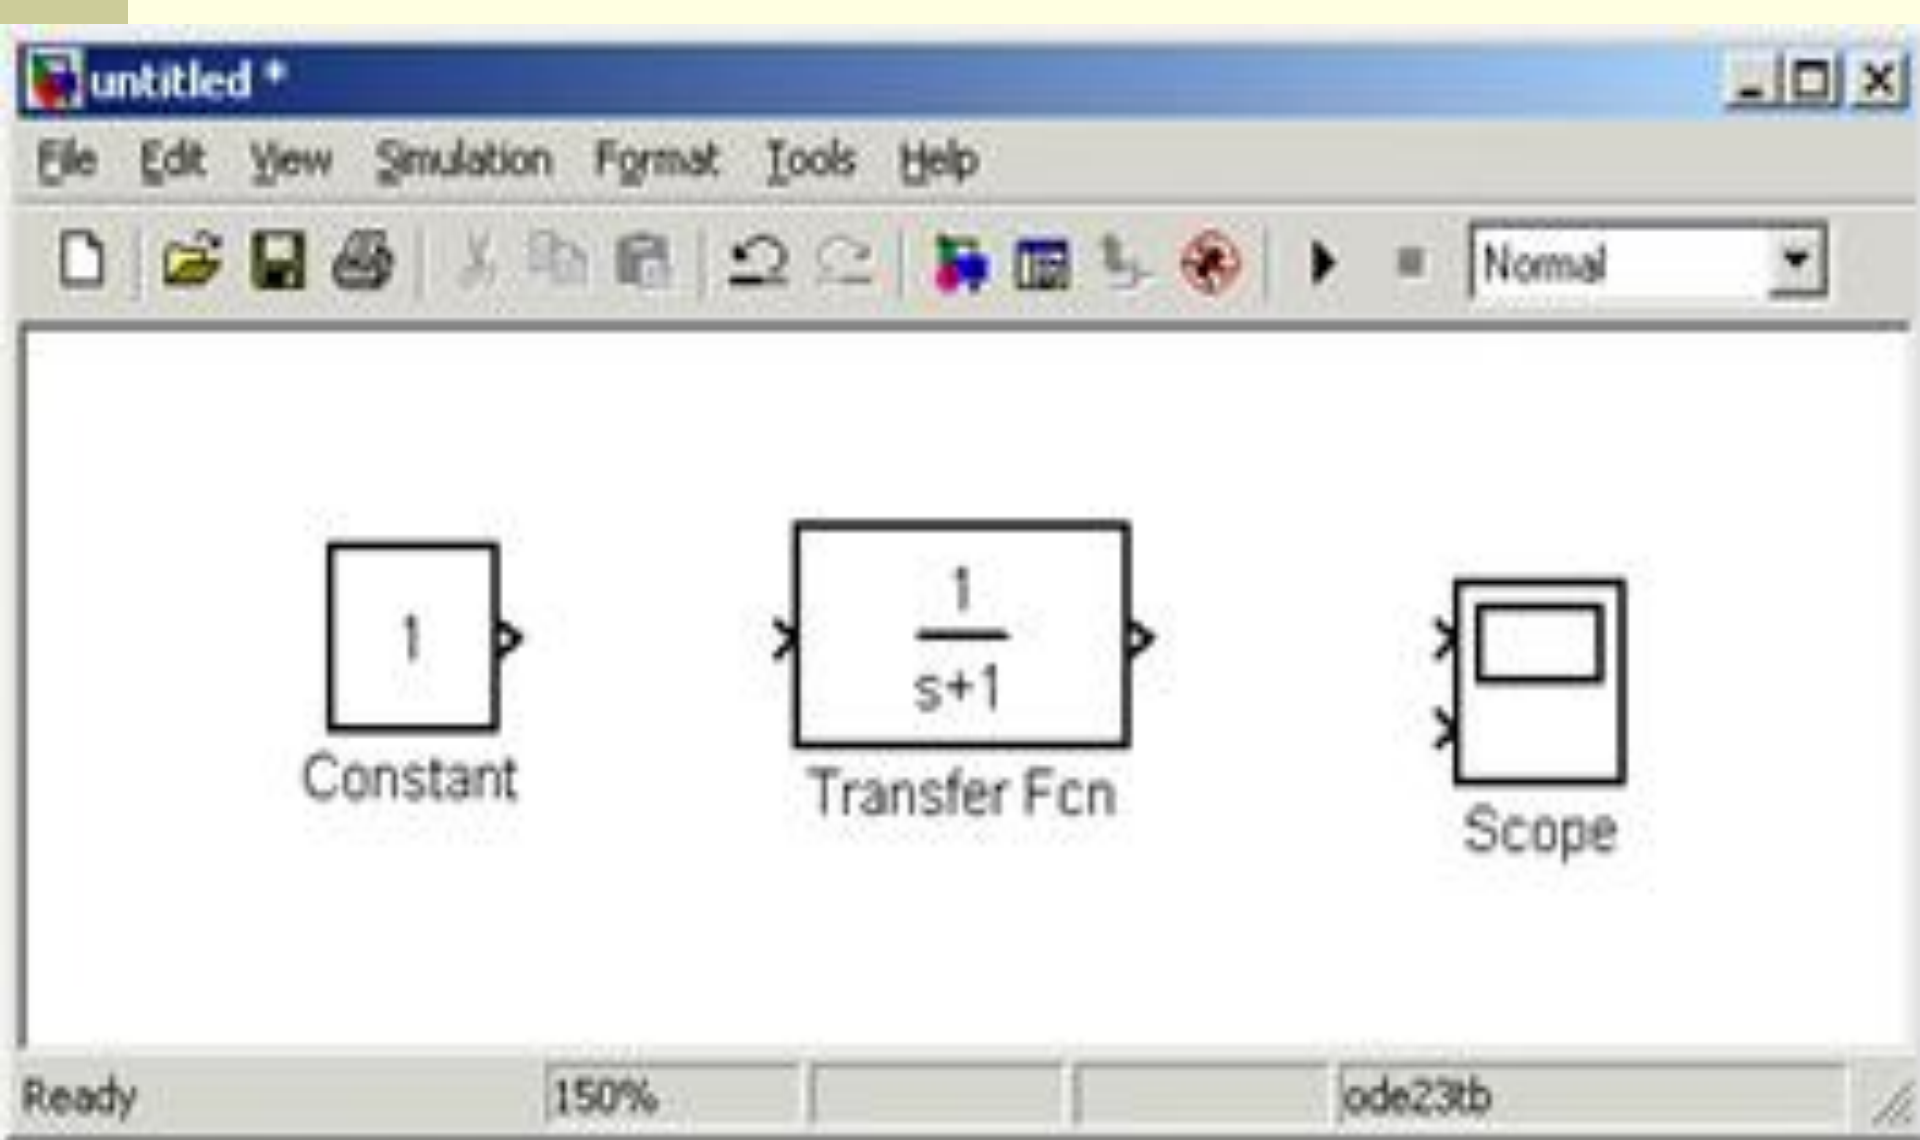 untitled *
File Edit View Simulation Format Tools Help
Normal
1
1
s+1
Constant
Transfer Fcn
Scope
Ready 150% ode23tb